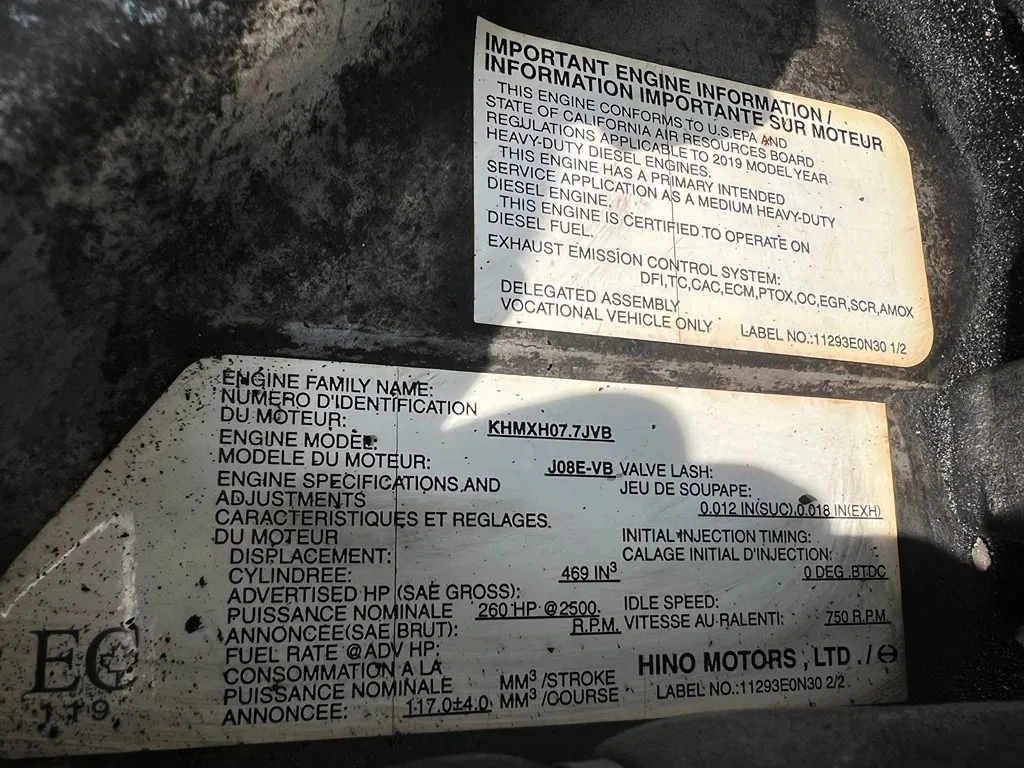 IMPORTANT ENGINE INFORMATION /
INFORMATION IMPORTANTE SUR MOTEUR
THIS ENGINE CONFORMS TO U.S.EPA AND
STATE OF CALIFORNIA AIR RESOURCES BOARD
REGULATIONS APPLICABLE TO 2019 MODEL YEAR
HEAVY-DUTY DIESEL ENGINES.
THIS ENGINE HAS A PRIMARY INTENDED
SERVICE APPLICATION AS A MEDIUM HEAVY-DUTY
DIESEL ENGINE.
THIS ENGINE IS CERTIFIED TO OPERATE ON
DIESEL FUEL.
EXHAUST EMISSION CONTROL SYSTEM:
DFI,TC,CAC,ECM,PTOX,OC,EGR,SCR,AMOX
DELEGATED ASSEMBLY
VOCATIONAL VEHICLE ONLY LABEL NO.:11293E0N30 1/2
ENGINE FAMILY NAME:
NUMERO D'IDENTIFICATION
DU MOTEUR: KHMXH07.7JVB
ENGINE MODEL:
MODELE DU MOTEUR: J08E-VB
ENGINE SPECIFICATIONS AND
ADJUSTMENTS
CARACTERISTIQUES ET REGLAGES.
DU MOTEUR
DISPLACEMENT:
CYLINDREE: 469 IN³
ADVERTISED HP (SAE GROSS):
PUISSANCE NOMINALE 260 HP @2500
ANNONCEE(SAE BRUT): R.P.M.
FUEL RATE @ADV HP:
CONSOMMATION A LA
PUISSANCE NOMINALE MM³/STROKE
ANNONCEE: 117.0±4.0 MM³/COURSE
VALVE LASH:
JEU DE SOUPAPE:
0.012 IN(SUC),0.018 IN(EXH)
INITIAL INJECTION TIMING:
CALAGE INITIAL D'INJECTION:
0 DEG.BTDC
IDLE SPEED:
VITESSE AU RALENTI: 750 R.P.M.
HINO MOTORS, LTD./
LABEL NO.:11293E0N30 2/2
EC
119